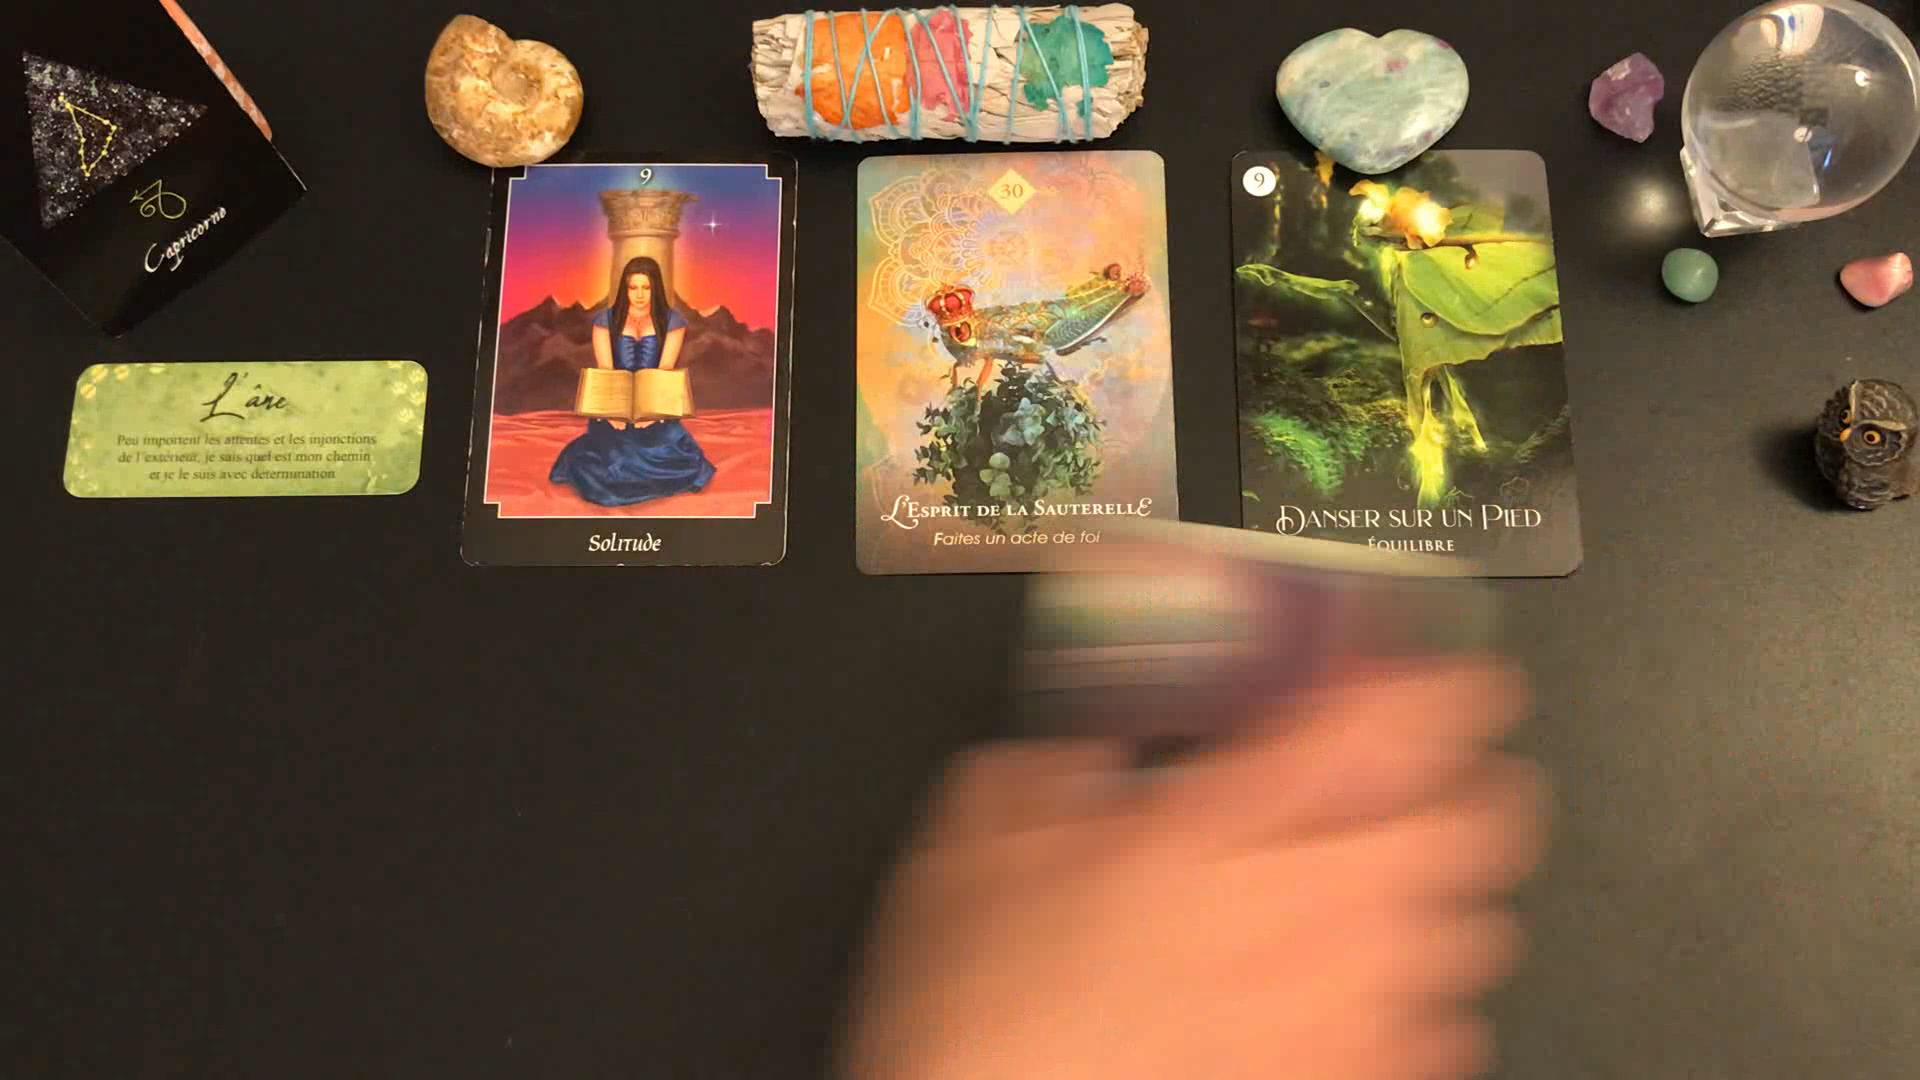 Capricorne
L'âne
Peu importent les attentes et les injonctions
de l'extérieur, je sais quel est mon chemin
et je le suis avec détermination
9
Solitude
30
L'Esprit de la Sauterelle
Faites un acte de foi
9
Danser sur un Pied
Équilibre